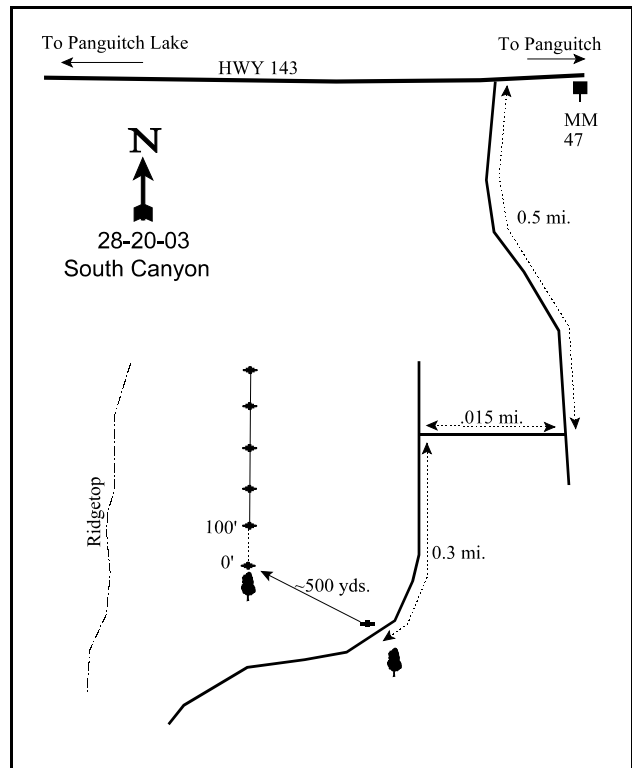 To Panguitch Lake
To Panguitch
HWY 143
MM
47
N
28-20-03
South Canyon
0.5 mi.
.015 mi.
Ridgetop
100'
0'
~500 yds.
0.3 mi.